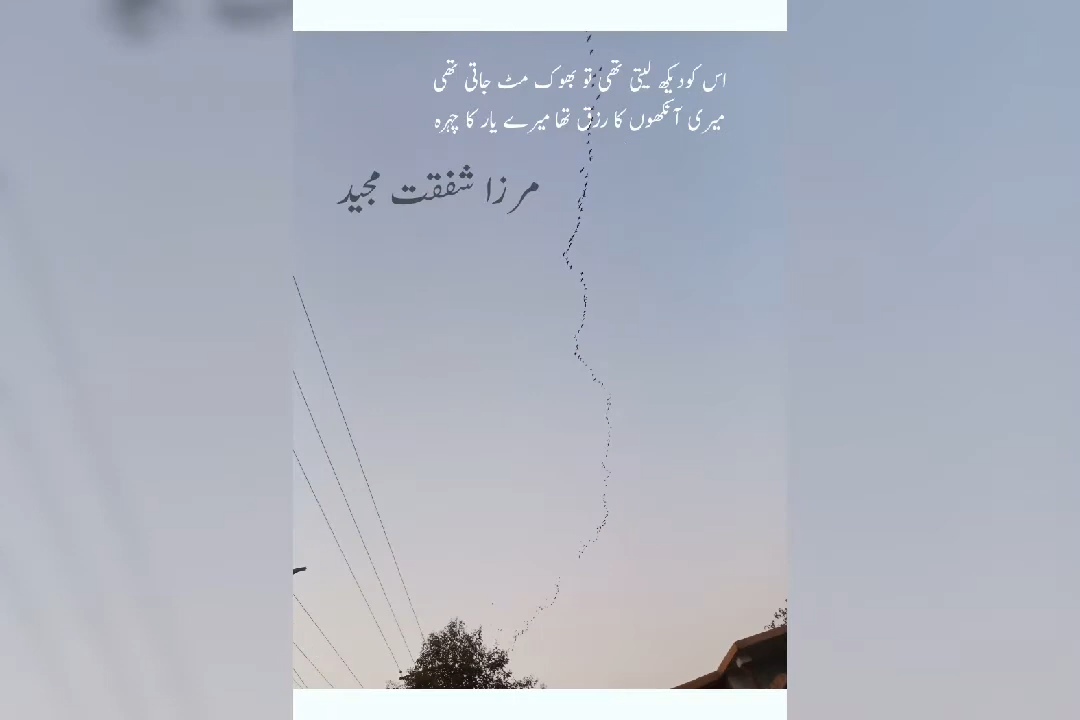 اس کو دیکھ لیتی تھی تو بھوک مٹ جاتی تھی
میری آنکھوں کا رزق تھا میرے یار کا چہرہ
مرزا شفقت مجید